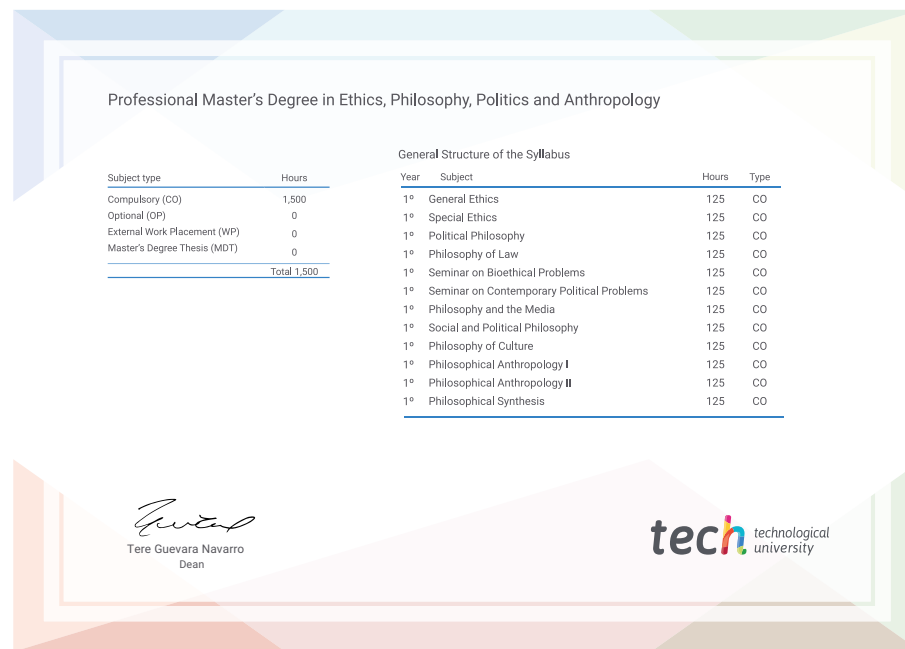 Professional Master's Degree in Ethics, Philosophy, Politics and Anthropology
General Structure of the Syllabus
Subject type Hours
Compulsory (CO) 1,500
Optional (OP) 0
External Work Placement (WP) 0
Master's Degree Thesis (MDT) 0
Total 1,500
Year Subject Hours Type
1º General Ethics 125 CO
1º Special Ethics 125 CO
1º Political Philosophy 125 CO
1º Philosophy of Law 125 CO
1º Seminar on Bioethical Problems 125 CO
1º Seminar on Contemporary Political Problems 125 CO
1º Philosophy and the Media 125 CO
1º Social and Political Philosophy 125 CO
1º Philosophy of Culture 125 CO
1º Philosophical Anthropology I 125 CO
1º Philosophical Anthropology II 125 CO
1º Philosophical Synthesis 125 CO
Tere Guevara Navarro
Dean
tech technological
university